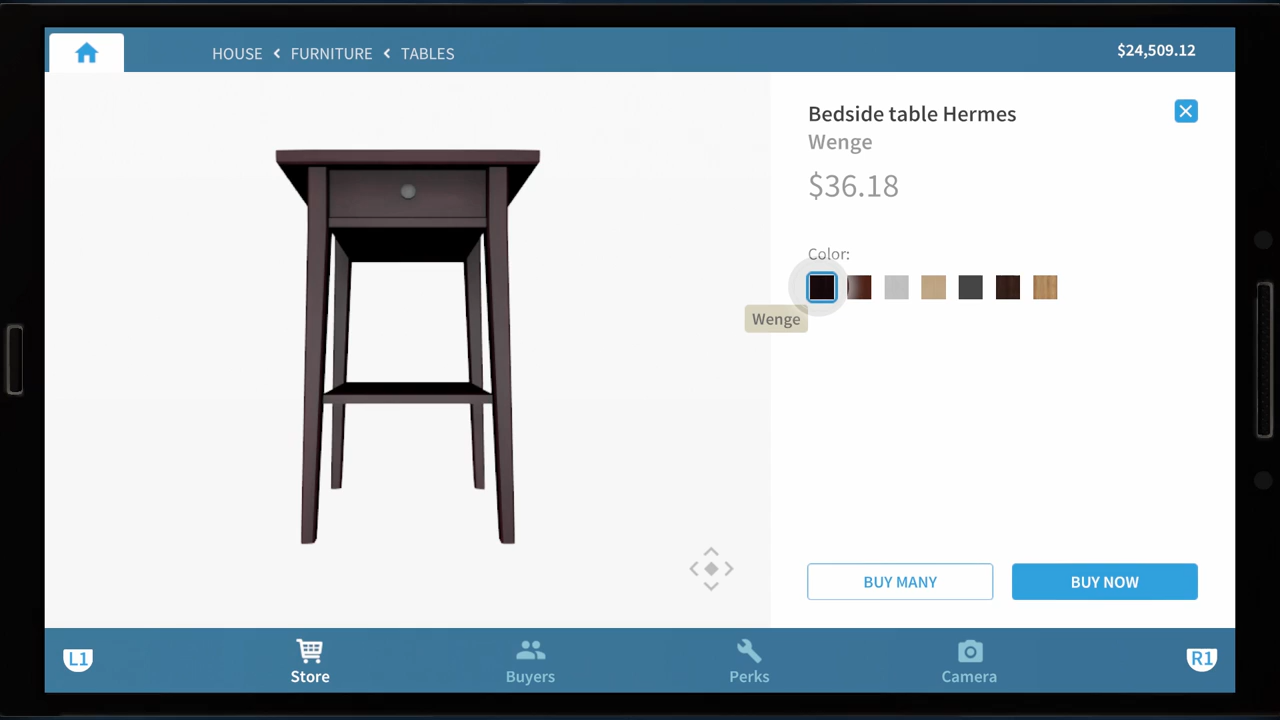 HOUSE < FURNITURE < TABLES
$24,509.12
Bedside table Hermes
Wenge
$36.18
Color:
Wenge
BUY MANY
BUY NOW
L1
Store
Buyers
Perks
Camera
R1